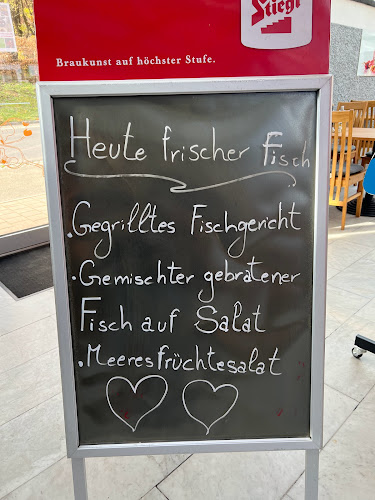 Stiegl
Braukunst auf höchster Stufe.
Heute frischer Fisch
. Gegrilltes Fischgericht
. Gemischter gebratener
Fisch auf Salat
. Meeresfrüchtesalat